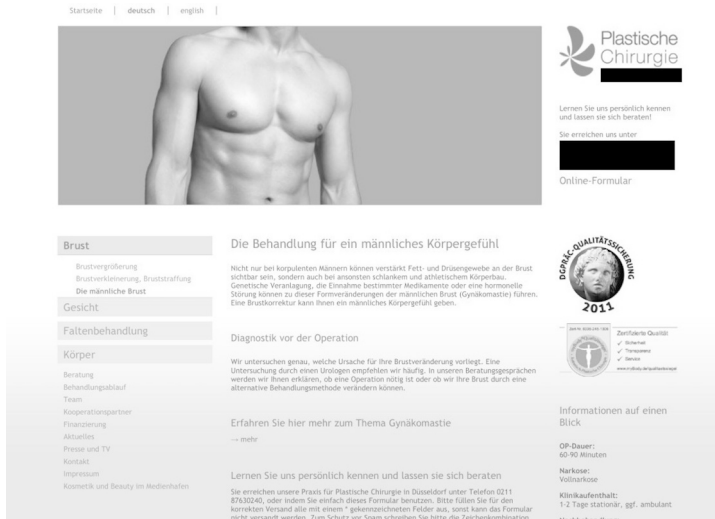 Startseite
deutsch
english
Plastische
Chirurgie
Lernen Sie uns persönlich kennen
und lassen sie sich beraten!
Sie erreichen uns unter
Online-Formular
Brust
Brustvergrößerung
Brustverkleinerung, Bruststraffung
Die männliche Brust
Gesicht
Faltenbehandlung
Körper
Beratung
Behandlungsablauf
Team
Kooperationspartner
Finanzierung
Aktuelles
Presse und TV
Kontakt
Impressum
Kosmetik und Beauty im Medienhafen
Die Behandlung für ein männliches Körpergefühl
Nicht nur bei korpulenten Männern können verstärkt Fett- und Drüsengewebe an der Brust
sichtbar sein, sondern auch bei ansonsten schlankem und athletischem Körperbau.
Genetische Veranlagung, die Einnahme bestimmter Medikamente oder eine hormonelle
Störung können zu dieser Formveränderungen der männlichen Brust (Gynäkomastie) führen.
Eine Brustkorrektur kann Ihnen ein männliches Körpergefühl geben.
Diagnostik vor der Operation
Wir untersuchen genau, welche Ursache für Ihre Brustveränderung vorliegt. Eine
Untersuchung durch einen Urologen empfehlen wir häufig. In unseren Beratungsgesprächen
werden wir Ihnen erklären, ob eine Operation nötig ist oder ob wir Ihre Brust durch eine
alternative Behandlungsmethode verändern können.
Erfahren Sie hier mehr zum Thema Gynäkomastie
→ mehr
Lernen Sie uns persönlich kennen und lassen sie sich beraten
Sie erreichen unsere Praxis für Plastische Chirurgie in Düsseldorf unter Telefon 0211
87630240, oder indem Sie einfach dieses Formular benutzen. Bitte füllen Sie für den
korrekten Versand alle mit einem * gekennzeichneten Felder aus, sonst kann das Formular
nicht versandt werden. Zum Schutz vor Spam schreiben Sie bitte die Zeichenkombination
DGPRÄC-QUALITÄTSSICHERUNG
2011
Zertifizierte Qualität
Sicherheit
Transparenz
Service
Informationen auf einen
Blick
OP-Dauer:
60-90 Minuten
Narkose:
Vollnarkose
Klinikaufenthalt:
1-2 Tage stationär, ggf. ambulant